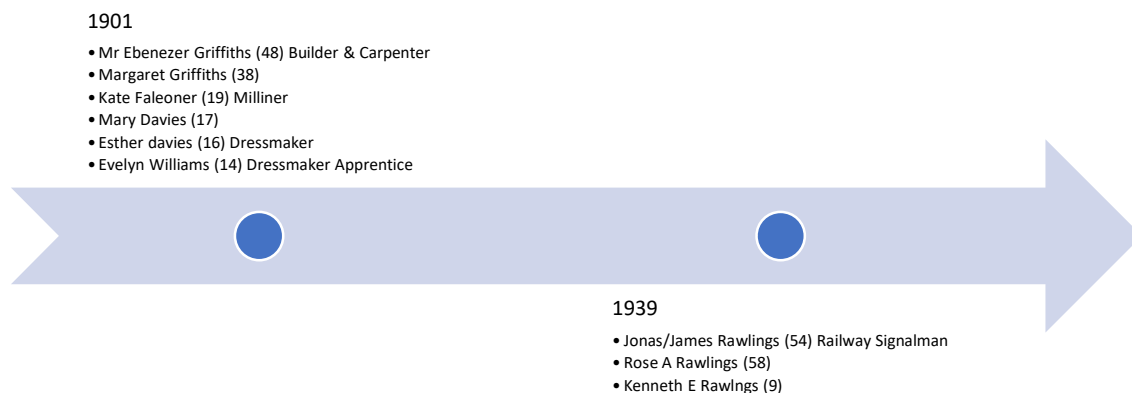 1901
• Mr Ebenezer Griffiths (48) Builder & Carpenter
• Margaret Griffiths (38)
• Kate Faleoner (19) Milliner
• Mary Davies (17)
• Esther davies (16) Dressmaker
• Evelyn Williams (14) Dressmaker Apprentice
1939
• Jonas/James Rawlings (54) Railway Signalman
• Rose A Rawlings (58)
• Kenneth E Rawlngs (9)